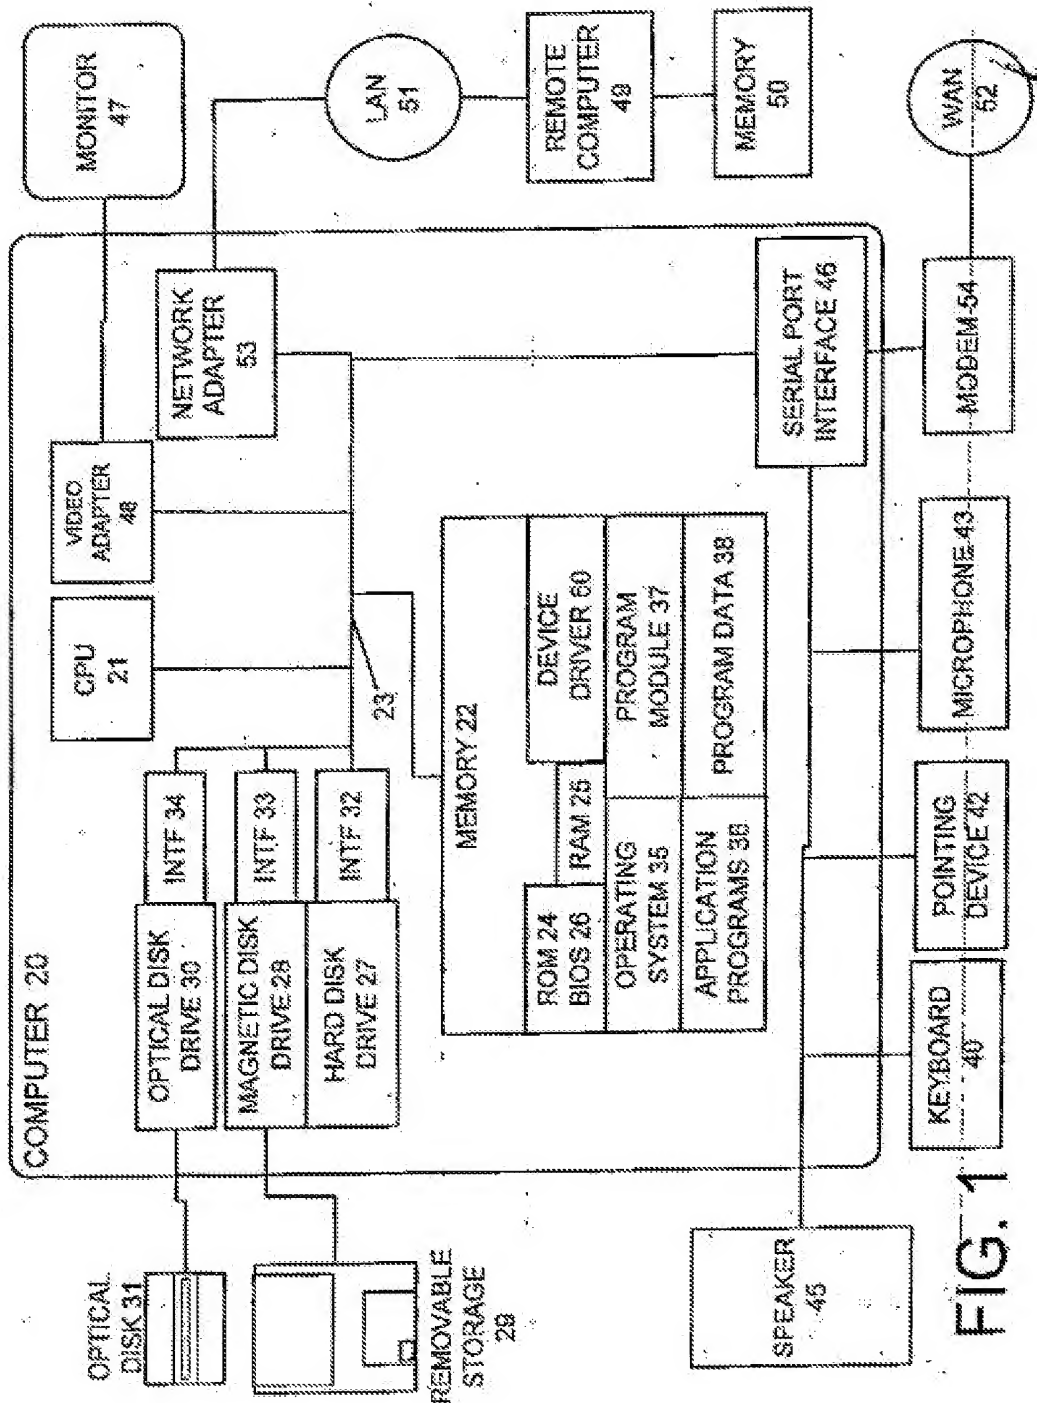 COMPUTER 20
MONITOR
47
VIDEO
ADAPTER
48
CPU
21
NETWORK
ADAPTER
53
LAN
51
REMOTE
COMPUTER
49
MEMORY
50
WAN
52
OPTICAL
DISK 31
REMOVABLE
STORAGE
29
OPTICAL DISK
DRIVE 30
INTF 34
MAGNETIC DISK
DRIVE 28
INTF 33
HARD DISK
DRIVE 27
INTF 32
23
MEMORY 22
ROM 24
BIOS 26
RAM 25
DEVICE
DRIVER 60
OPERATING
SYSTEM 35
PROGRAM
MODULE 37
APPLICATION
PROGRAMS 36
PROGRAM DATA 38
SERIAL PORT
INTERFACE 46
SPEAKER
45
KEYBOARD
40
POINTING
DEVICE 42
MICROPHONE 43
MODEM 54
FIG. 1